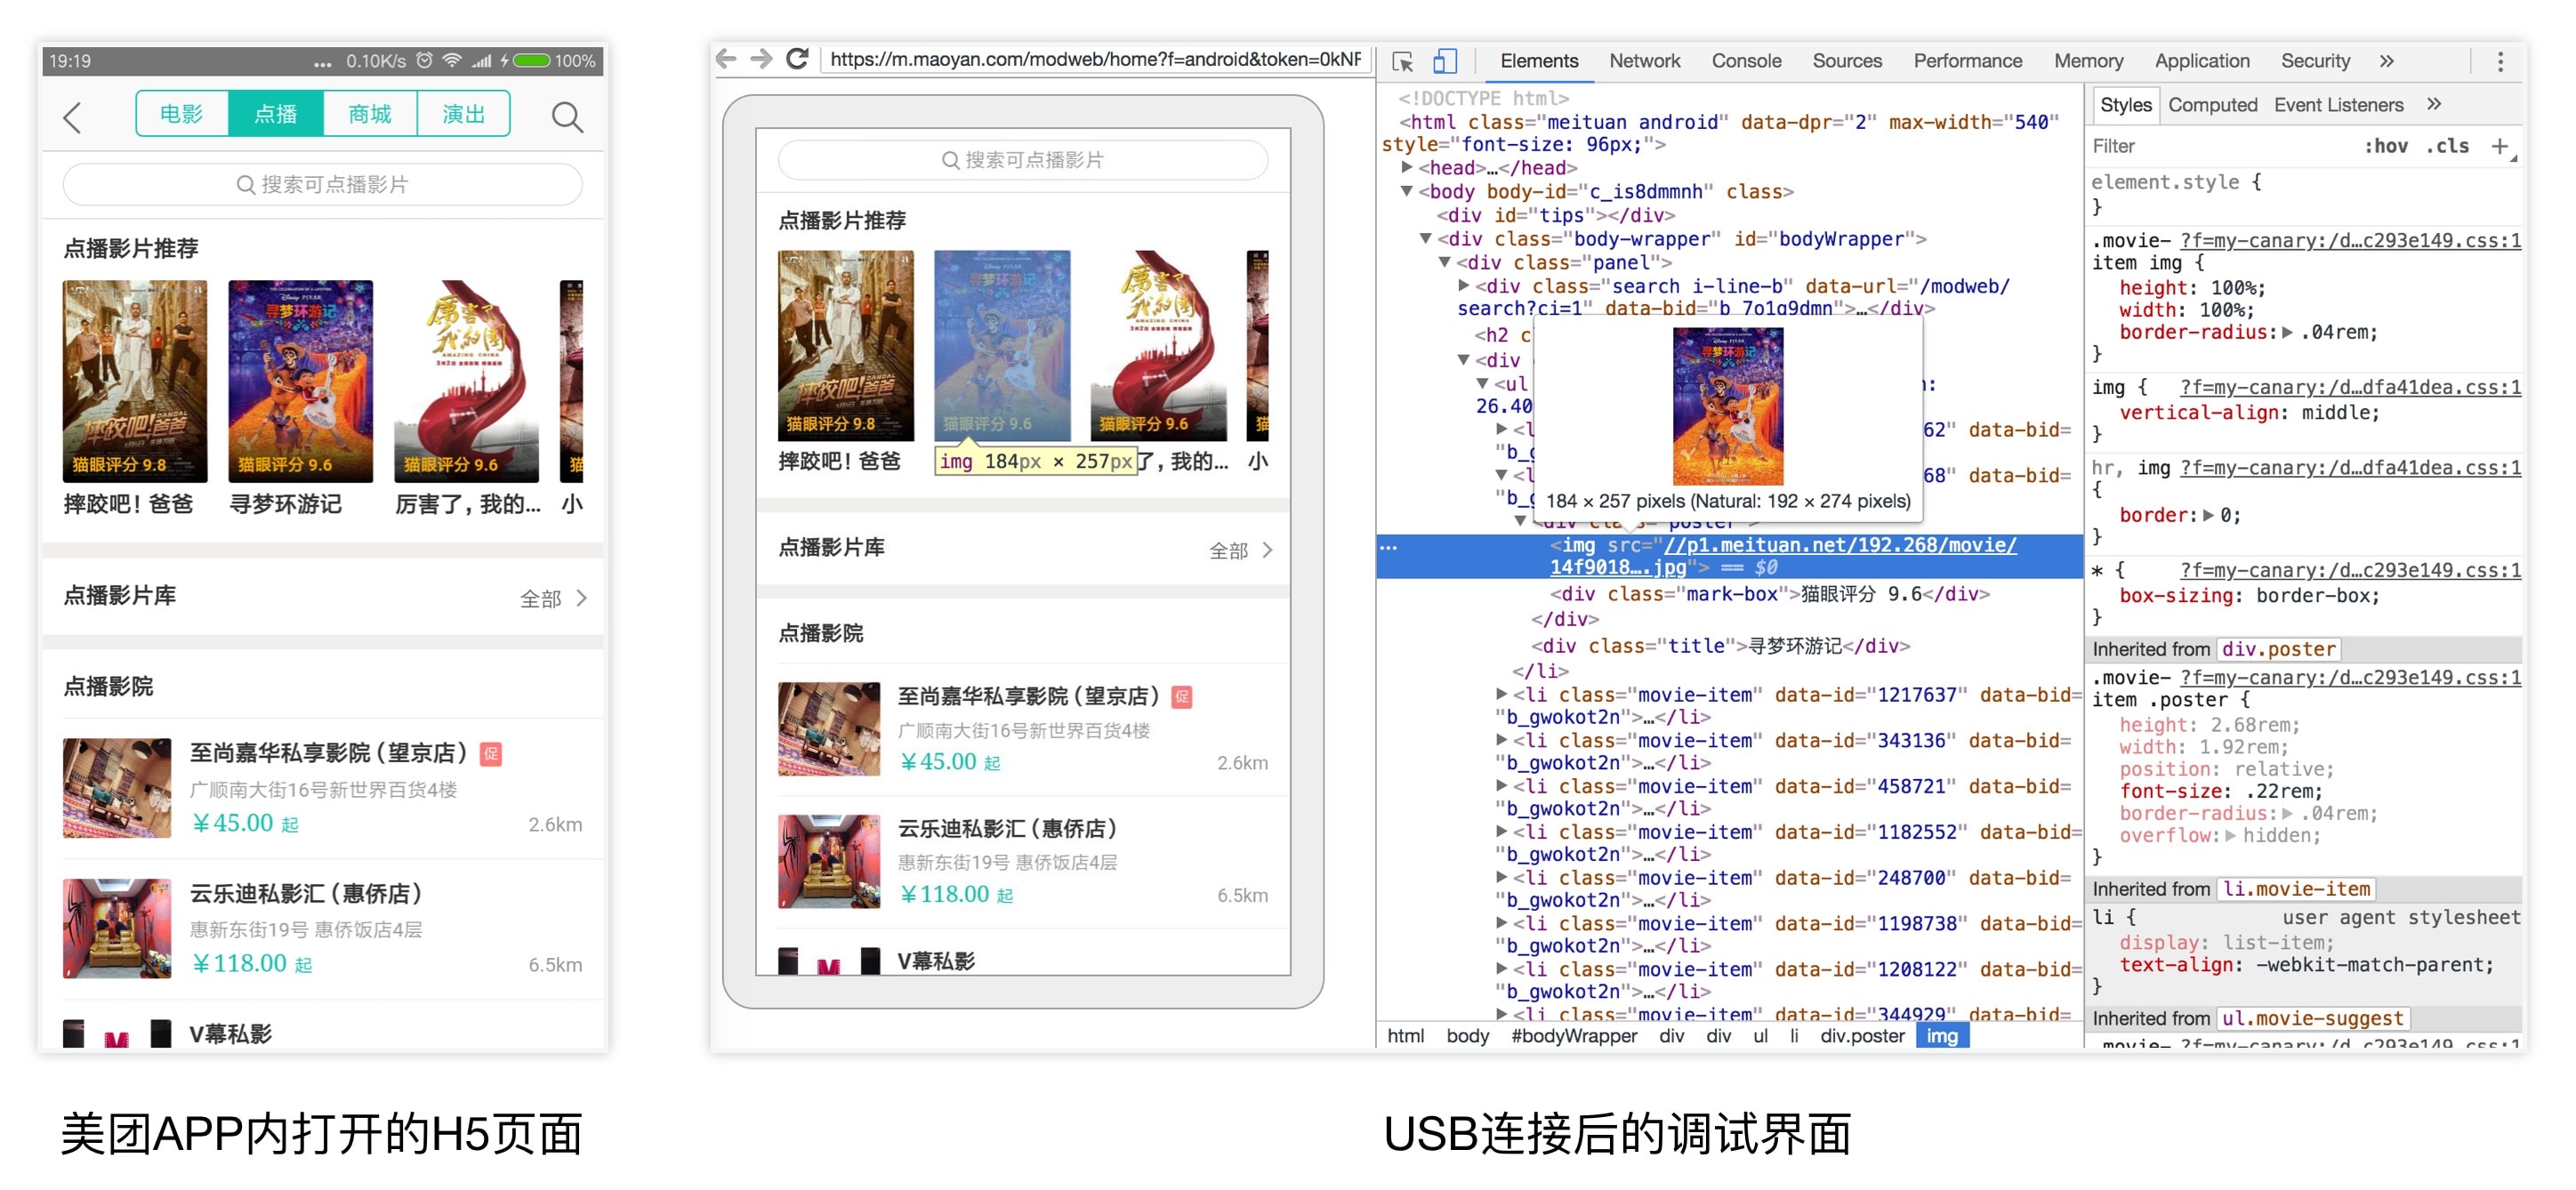 19:19
... 0.10K/s 100%
电影 点播 商城 演出
搜索可点播影片
点播影片推荐
猫眼评分 9.8
猫眼评分 9.6
厉害了
我的国
AMAZING CHINA
猫眼评分 9.6
摔跤吧！爸爸
寻梦环游记
厉害了，我的...
小
点播影片库
全部
点播影院
至尚嘉华私享影院（望京店） 促
广顺南大街16号新世界百货4楼
￥45.00 起
2.6km
云乐迪私影汇（惠侨店）
惠新东街19号 惠侨饭店4层
￥118.00 起
6.5km
V幕私影
美团APP内打开的H5页面
https://m.maoyan.com/modweb/home?f=android&token=0kNF
搜索可点播影片
点播影片推荐
猫眼评分 9.8
猫眼评分 9.6
猫眼评分 9.6
摔跤吧！爸爸
img 184px × 257px
了，我的...
小
点播影片库
全部
点播影院
至尚嘉华私享影院（望京店） 促
广顺南大街16号新世界百货4楼
￥45.00 起
2.6km
云乐迪私影汇（惠侨店）
惠新东街19号 惠侨饭店4层
￥118.00 起
6.5km
V幕私影
Elements Network Console Sources Performance Memory Application Security »
<!DOCTYPE html>
<html class="meituan android" data-dpr="2" max-width="540"
style="font-size: 96px;">
<head>…</head>
<body body-id="c_is8dmmnh" class>
<div id="tips"></div>
<div class="body-wrapper" id="bodyWrapper">
<div class="panel">
<div class="search i-line-b" data-url="/modweb/
search?ci=1" data-bid="b_7o1q9dmn">…</div>
<h2 c
<div
<ul
26.40
<l 62" data-bid=
"b_g
<l 68" data-bid=
"b_g
184 × 257 pixels (Natural: 192 × 274 pixels)
<div class="poster">
<img src="//p1.meituan.net/192.268/movie/
14f9018….jpg"> == $0
<div class="mark-box">猫眼评分 9.6</div>
</div>
<div class="title">寻梦环游记</div>
</li>
<li class="movie-item" data-id="1217637" data-bid=
"b_gwokot2n">…</li>
<li class="movie-item" data-id="343136" data-bid=
"b_gwokot2n">…</li>
<li class="movie-item" data-id="458721" data-bid=
"b_gwokot2n">…</li>
<li class="movie-item" data-id="1182552" data-bid=
"b_gwokot2n">…</li>
<li class="movie-item" data-id="248700" data-bid=
"b_gwokot2n">…</li>
<li class="movie-item" data-id="1198738" data-bid=
"b_gwokot2n">…</li>
<li class="movie-item" data-id="1208122" data-bid=
"b_gwokot2n">…</li>
<li class="movie-item" data-id="344929" data-bid=
html body #bodyWrapper div div ul li div.poster img
Styles Computed Event Listeners »
Filter :hov .cls +
element.style {
}
.movie- ?f=my-canary:/d…c293e149.css:1
item img {
height: 100%;
width: 100%;
border-radius: .04rem;
}
img { ?f=my-canary:/d…dfa41dea.css:1
vertical-align: middle;
}
hr, img ?f=my-canary:/d…dfa41dea.css:1
{
border: 0;
}
* { ?f=my-canary:/d…c293e149.css:1
box-sizing: border-box;
}
Inherited from div.poster
.movie- ?f=my-canary:/d…c293e149.css:1
item .poster {
height: 2.68rem;
width: 1.92rem;
position: relative;
font-size: .22rem;
border-radius: .04rem;
overflow: hidden;
}
Inherited from li.movie-item
li { user agent stylesheet
display: list-item;
text-align: -webkit-match-parent;
}
Inherited from ul.movie-suggest
.movie- ?f=my-canary:/d…c293e149.css:1
USB连接后的调试界面